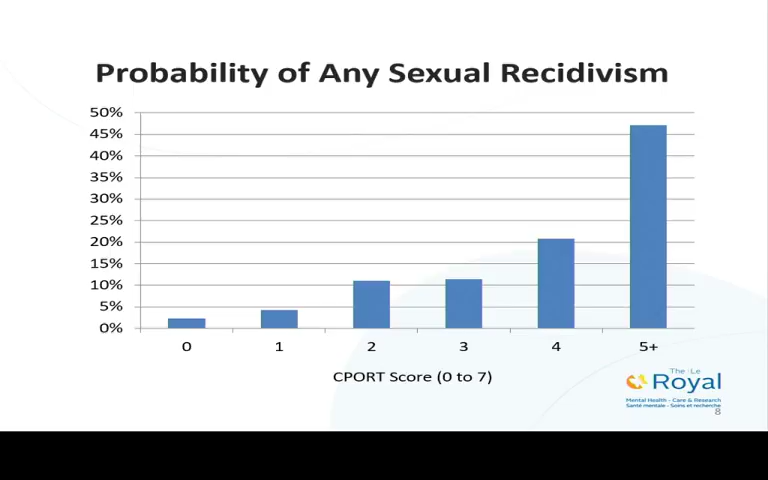 Probability of Any Sexual Recidivism
50%
45%
40%
35%
30%
25%
20%
15%
10%
5%
0%
0 1 2 3 4 5+
CPORT Score (0 to 7)
The | Le
Royal
Mental Health - Care & Research
Santé mentale - Soins et recherche
8